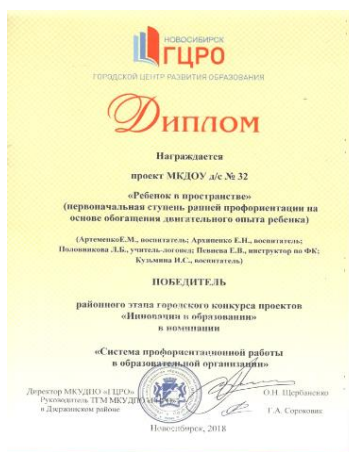 НОВОСИБИРСК
ГЦРО
ГОРОДСКОЙ ЦЕНТР РАЗВИТИЯ ОБРАЗОВАНИЯ
Диплом
Награждается
проект МКДОУ д/с № 32
«Ребенок в пространстве»
(первоначальная ступень ранней профориентации на
основе обогащения двигательного опыта ребенка)
(АртеменкоЕ.М., воспитатель; Архипенко Е.Н., воспитатель;
Половникова Л.Б., учитель-логопед; Певнева Е.В., инструктор по ФК;
Кузьмина И.С., воспитатель)
ПОБЕДИТЕЛЬ
районного этапа городского конкурса проектов
«Инновации в образовании»
в номинации
«Система профориентационной работы
в образовательной организации»
Директор МКУДПО «ГЦРО» О.Н. Щербаненко
Руководитель ТГМ МКУДПО
в Дзержинском районе Т.А. Сорокина
Новосибирск, 2018